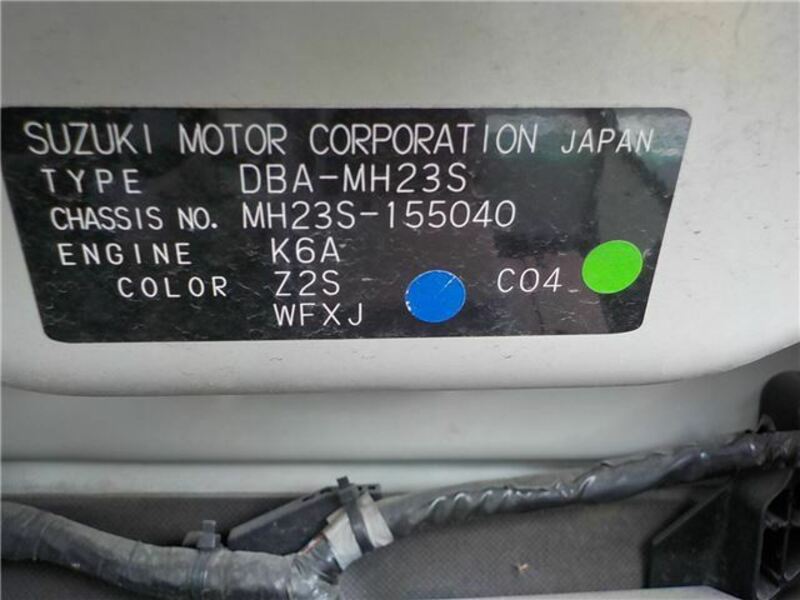 SUZUKI MOTOR CORPORATION JAPAN
TYPE DBA-MH23S
CHASSIS NO. MH23S-155040
ENGINE K6A
COLOR Z2S C04
WFXJ